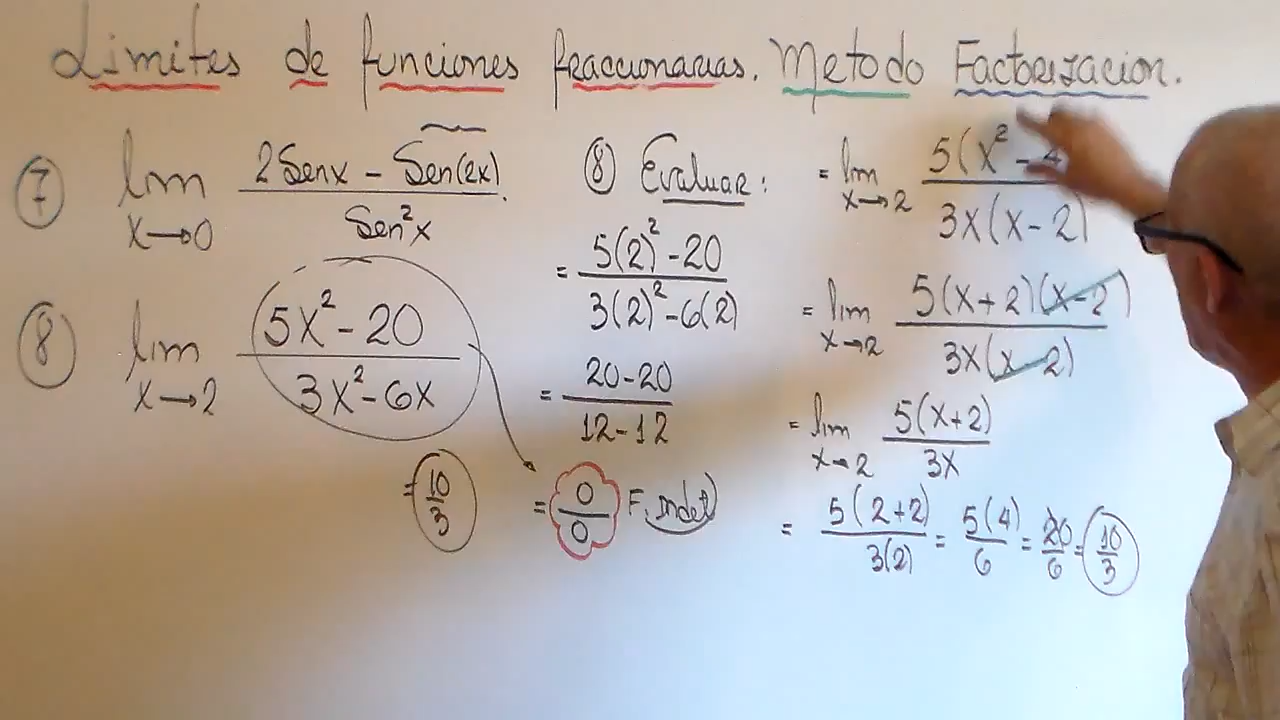 Limites de funciones fraccionarias. Metodo Factorizacion.
⑦ lim x→0 (2Senx - Sen(2x)) / (Sen²x)
⑧ lim x→2 (5x² - 20) / (3x² - 6x)
= 10/3
⑧ Evaluar:
= (5(2)² - 20) / (3(2)² - 6(2))
= (20 - 20) / (12 - 12)
= 0/0 F. indet
= lim x→2 5(x² - 4 / 3x(x - 2)
= lim x→2 5(x + 2)(x - 2) / 3x(x - 2)
= lim x→2 5(x + 2) / 3x
= 5(2 + 2) / 3(2) = 5(4) / 6 = 20/6 = 10/3